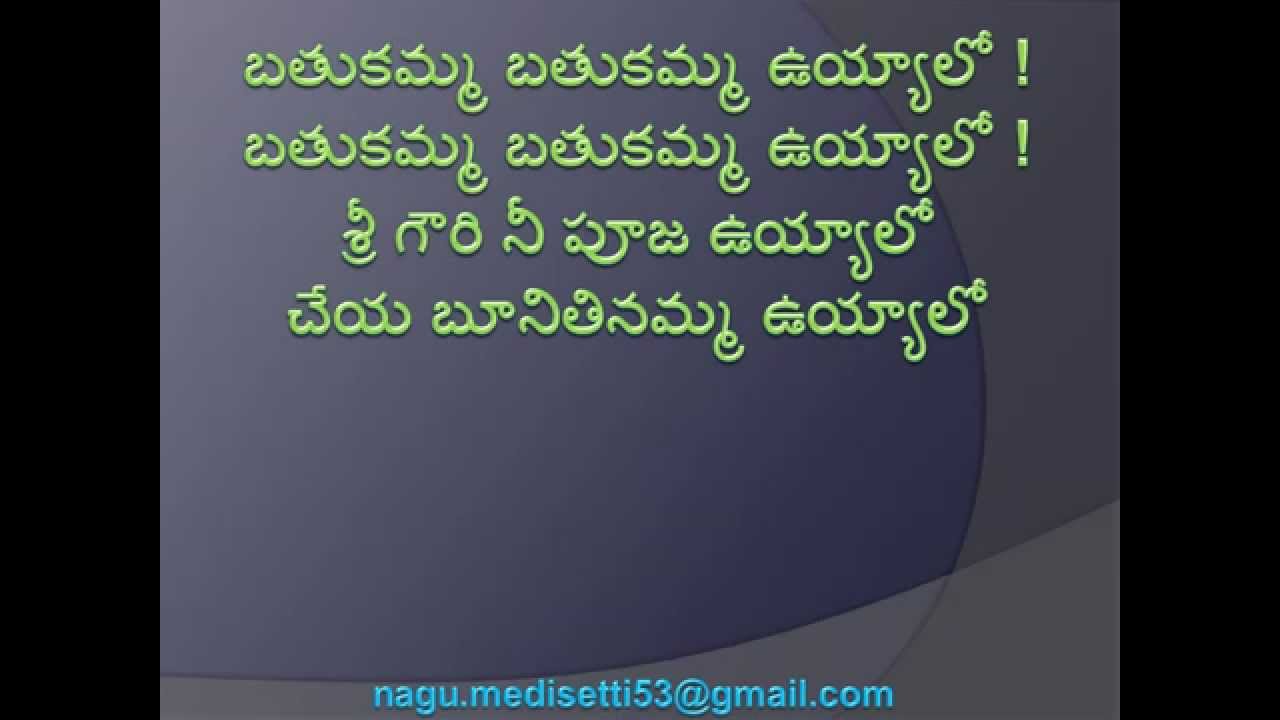 బతుకమ్మ బతుకమ్మ ఉయ్యాలో !
బతుకమ్మ బతుకమ్మ ఉయ్యాలో !
శ్రీ గౌరి నీ పూజ ఉయ్యాలో
చేయ బూనితినమ్మ ఉయ్యాలో
nagu.medisetti53@gmail.com